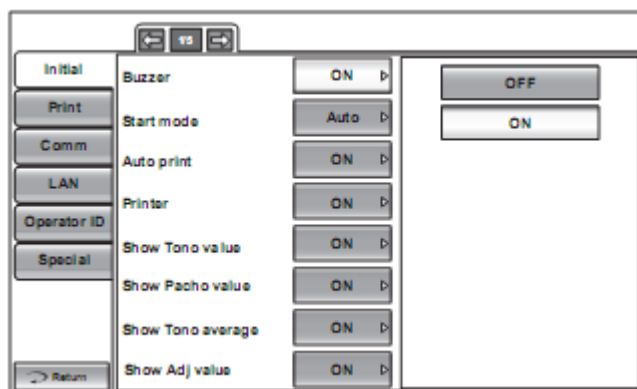 1/5
Initial
Print
Comm
LAN
Operator ID
Special
Return
Buzzer ON
Start mode Auto
Auto print ON
Printer ON
Show Tono value ON
Show Pacho value ON
Show Tono average ON
Show Adj value ON
OFF
ON